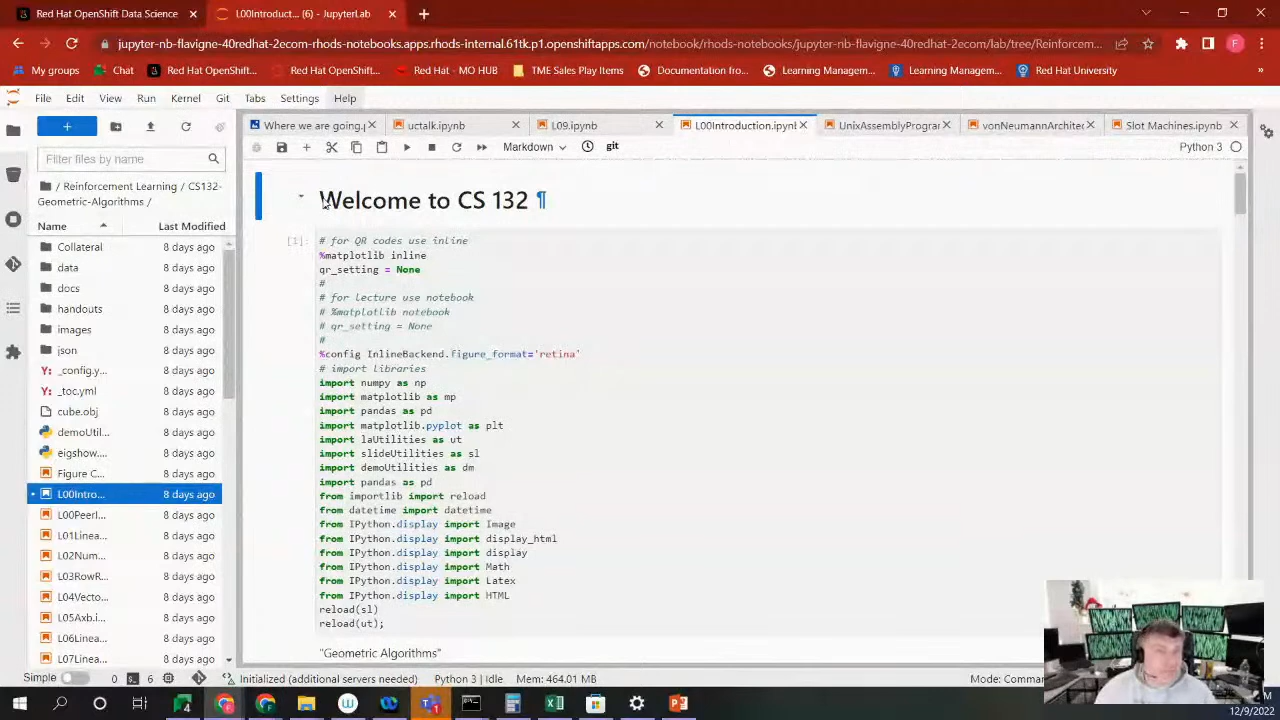 Red Hat OpenShift Data Science
L00Introduct... (6) - JupyterLab
jupyter-nb-flavigne-40redhat-2ecom-rhods-notebooks.apps.rhods-internal.61tk.p1.openshiftapps.com/notebook/rhods-notebooks/jupyter-nb-flavigne-40redhat-2ecom/lab/tree/Reinforcem...
F
My groups
Chat
Red Hat OpenShift...
Red Hat OpenShift...
Red Hat - MO HUB
TME Sales Play Items
Documentation fro...
Learning Managem...
Learning Managem...
Red Hat University
»
File Edit View Run Kernel Git Tabs Settings Help
Where we are going.p
uctalk.ipynb
L09.ipynb
L00Introduction.ipynb
UnixAssemblyProgra
vonNeumannArchitec
Slot Machines.ipynb
Markdown
git
Python 3
Filter files by name
/ Reinforcement Learning / CS132-
Geometric-Algorithms /
Name Last Modified
Collateral 8 days ago
data 8 days ago
docs 8 days ago
handouts 8 days ago
images 8 days ago
json 8 days ago
_config.y... 8 days ago
_toc.yml 8 days ago
cube.obj 8 days ago
demoUtil... 8 days ago
eigshow.... 8 days ago
Figure C... 8 days ago
L00Intro... 8 days ago
L00PeerI... 8 days ago
L01Linea... 8 days ago
L02Num... 8 days ago
L03RowR... 8 days ago
L04Vecto... 8 days ago
L05Axb.i... 8 days ago
L06Linea... 8 days ago
L07Linea... 8 days ago
Welcome to CS 132 ¶
[1]:
# for QR codes use inline
%matplotlib inline
qr_setting = None
#
# for lecture use notebook
# %matplotlib notebook
# qr_setting = None
#
%config InlineBackend.figure_format='retina'
# import libraries
import numpy as np
import matplotlib as mp
import pandas as pd
import matplotlib.pyplot as plt
import laUtilities as ut
import slideUtilities as sl
import demoUtilities as dm
import pandas as pd
from importlib import reload
from datetime import datetime
from IPython.display import Image
from IPython.display import display_html
from IPython.display import display
from IPython.display import Math
from IPython.display import Latex
from IPython.display import HTML
reload(sl)
reload(ut);
"Geometric Algorithms"
Simple 0 6 Initialized (additional servers needed) Python 3 | Idle Mem: 464.01 MB Mode: Comman
12/9/2022